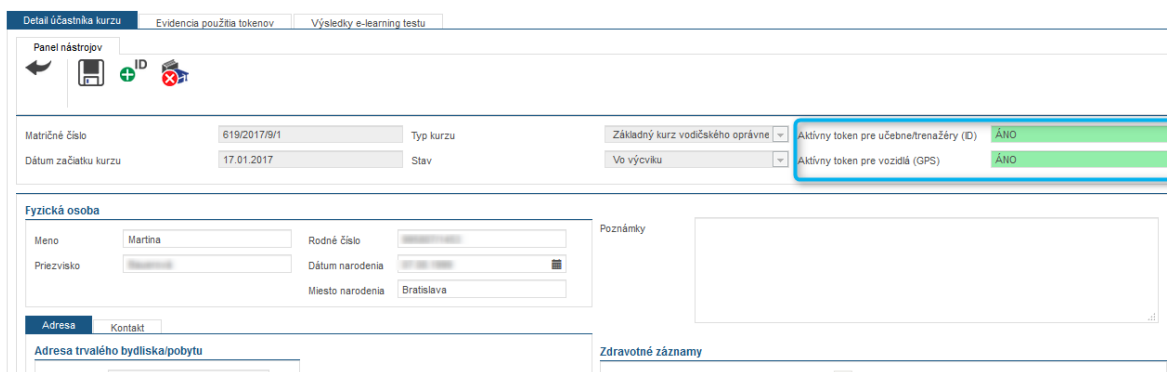 Detail účastníka kurzu Evidencia použitia tokenov Výsledky e-learning testu
Panel nástrojov
ID
Matričné číslo 619/2017/9/1 Typ kurzu Základný kurz vodičského oprávne Aktívny token pre učebne/trenažéry (ID) ÁNO
Dátum začiatku kurzu 17.01.2017 Stav Vo výcviku Aktívny token pre vozidlá (GPS) ÁNO
Fyzická osoba
Poznámky
Meno Martina Rodné číslo
Priezvisko Dátum narodenia
Miesto narodenia Bratislava
Adresa Kontakt
Adresa trvalého bydliska/pobytu Zdravotné záznamy